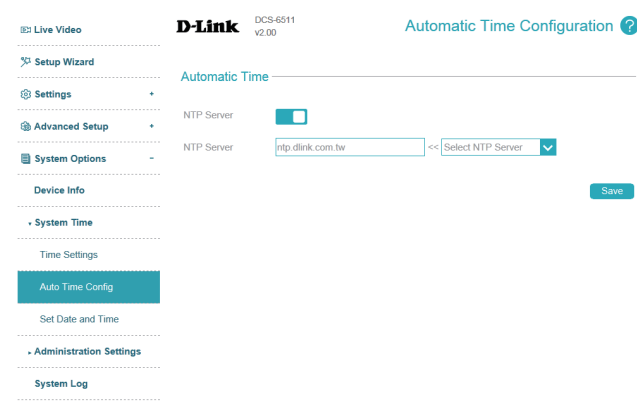 Live Video
Setup Wizard
Settings +
Advanced Setup +
System Options -
Device Info
System Time
Time Settings
Auto Time Config
Set Date and Time
Administration Settings
System Log
D-Link
DCS-6511
v2.00
Automatic Time Configuration ?
Automatic Time
NTP Server
NTP Server ntp.dlink.com.tw << Select NTP Server
Save